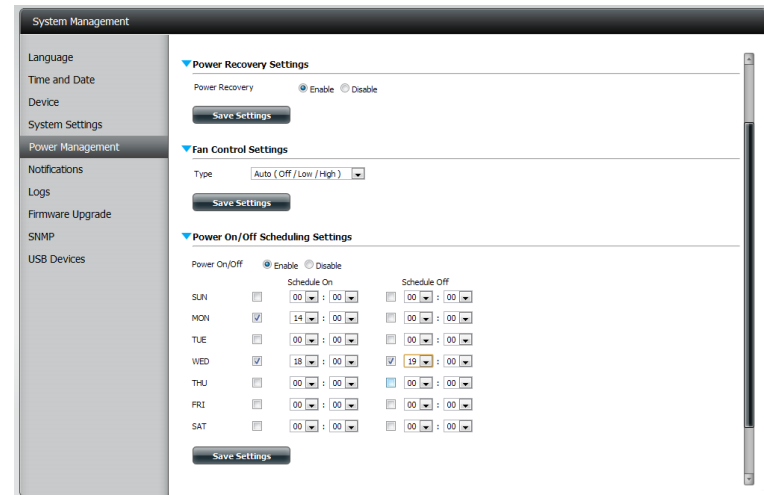 System Management
Language
Time and Date
Device
System Settings
Power Management
Notifications
Logs
Firmware Upgrade
SNMP
USB Devices
Power Recovery Settings
Power Recovery Enable Disable
Save Settings
Fan Control Settings
Type Auto ( Off / Low / High )
Save Settings
Power On/Off Scheduling Settings
Power On/Off Enable Disable
Schedule On Schedule Off
SUN 00 : 00 00 : 00
MON 14 : 00 00 : 00
TUE 00 : 00 00 : 00
WED 18 : 00 19 : 00
THU 00 : 00 00 : 00
FRI 00 : 00 00 : 00
SAT 00 : 00 00 : 00
Save Settings